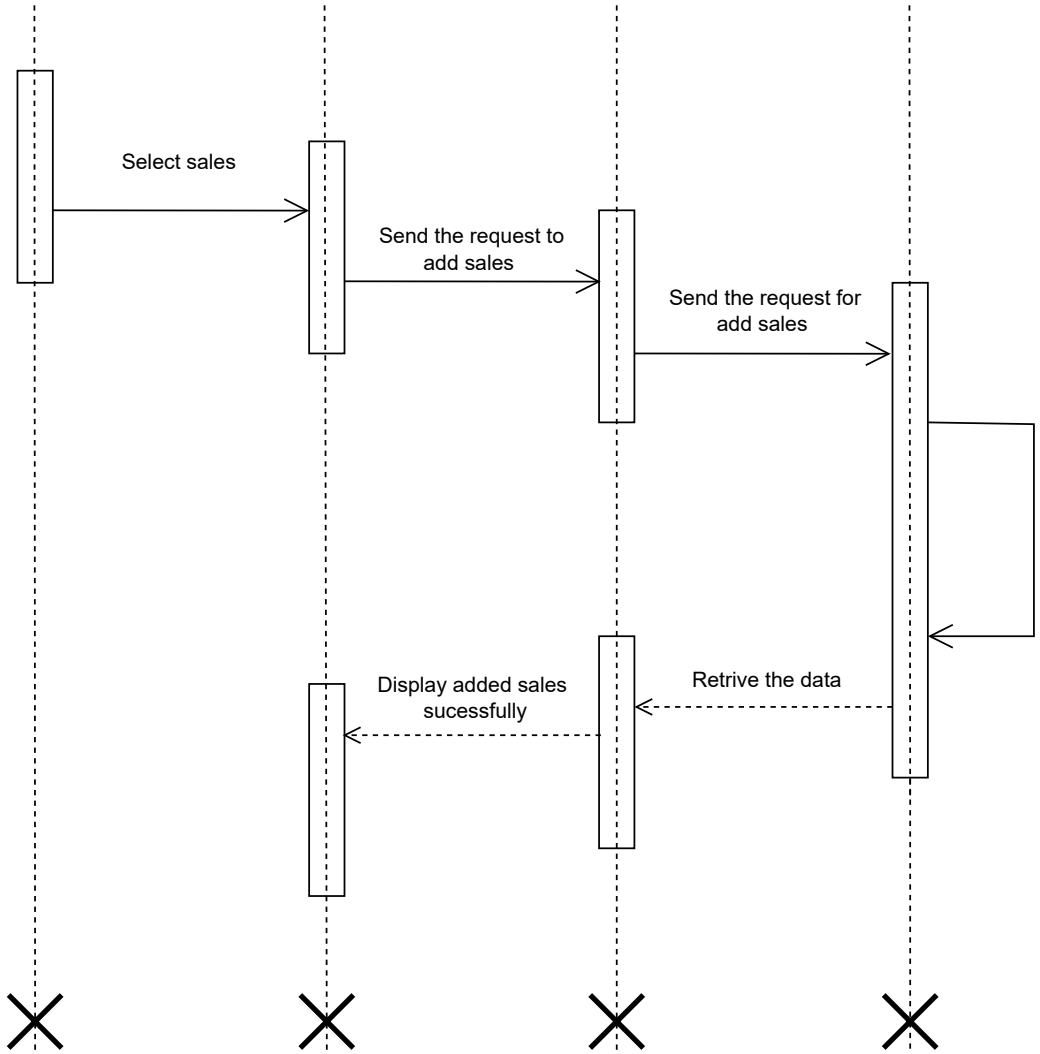 Select sales
Send the request to
add sales
Send the request for
add sales
Retrive the data
Display added sales
sucessfully